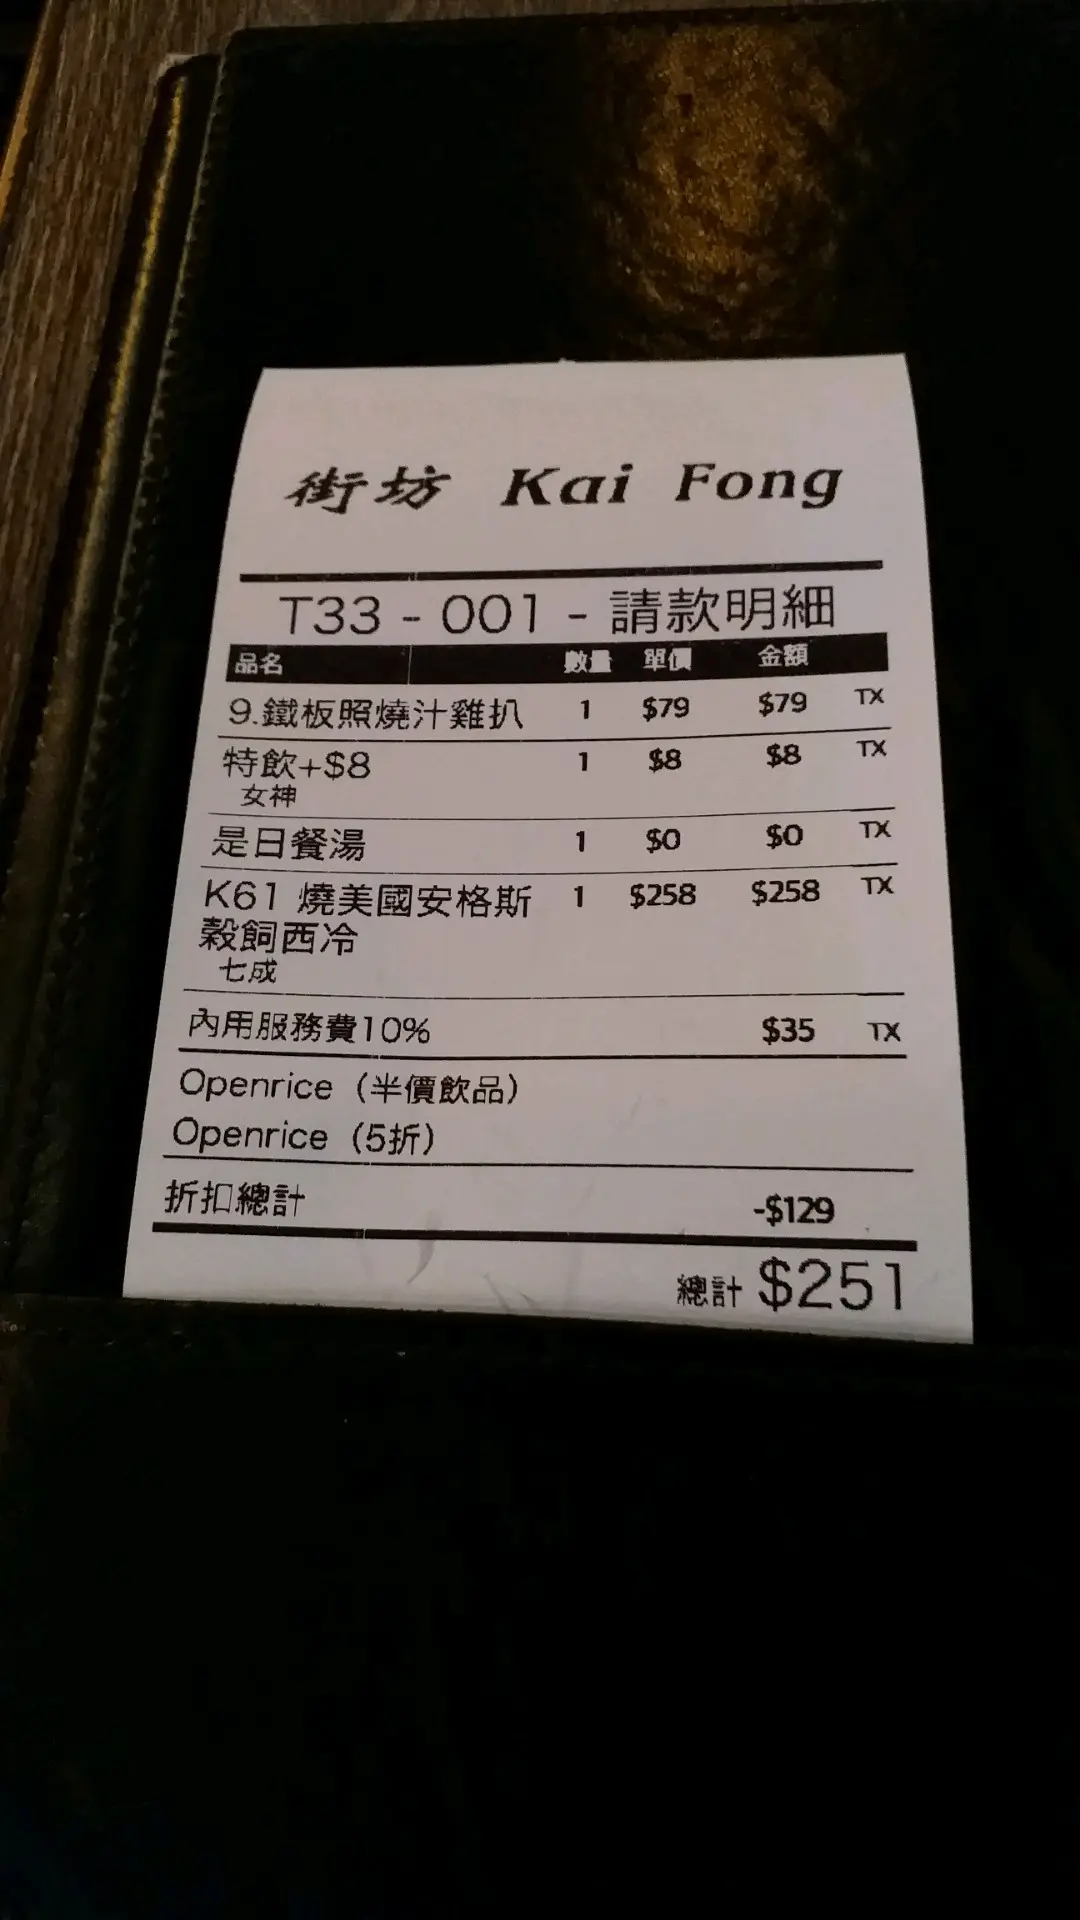 街坊 Kai Fong
T33 - 001 - 請款明細
品名 數量 單價 金額
9.鐵板照燒汁雞扒 1 $79 $79 TX
特飲+$8 1 $8 $8 TX
女神
是日餐湯 1 $0 $0 TX
K61 燒美國安格斯 1 $258 $258 TX
穀飼西冷
七成
內用服務費10% $35 TX
Openrice（半價飲品）
Openrice（5折）
折扣總計 -$129
總計 $251